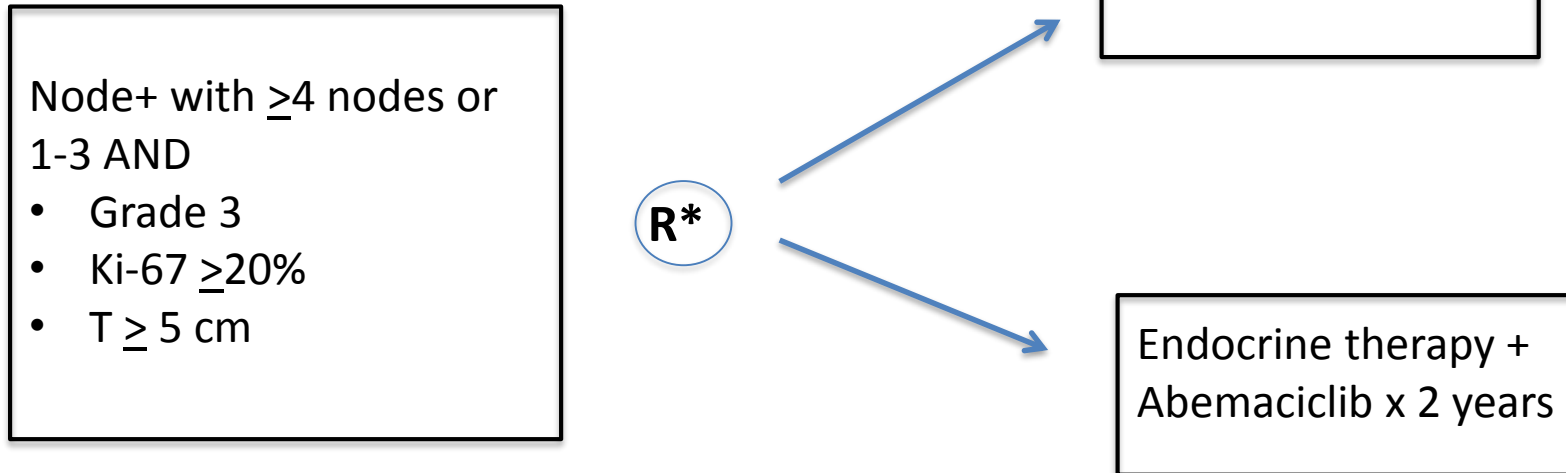 Node+ with ≥4 nodes or
1-3 AND
• Grade 3
• Ki-67 ≥20%
• T ≥ 5 cm
R*
Endocrine therapy +
Abemaciclib x 2 years